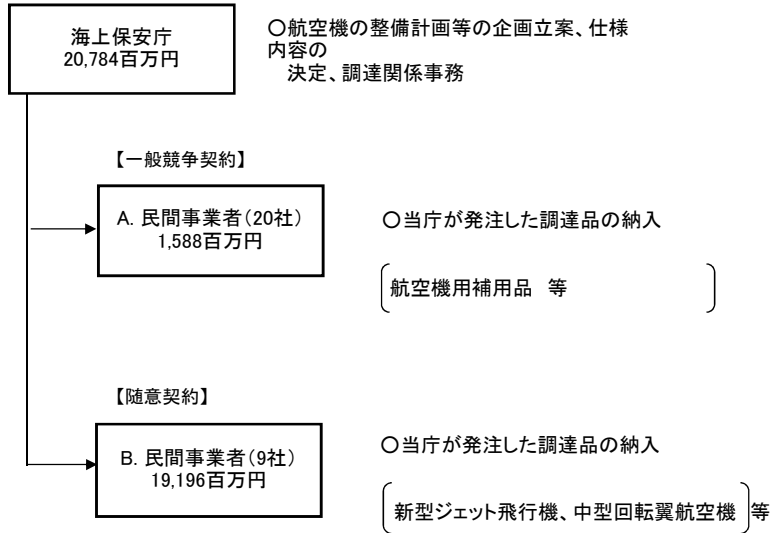 海上保安庁
20,784百万円
〇航空機の整備計画等の企画立案、仕様
内容の
決定、調達関係事務
【一般競争契約】
A. 民間事業者(20社)
1,588百万円
〇当庁が発注した調達品の納入
航空機用補用品 等
【随意契約】
B. 民間事業者(9社)
19,196百万円
〇当庁が発注した調達品の納入
新型ジェット飛行機、中型回転翼航空機 等